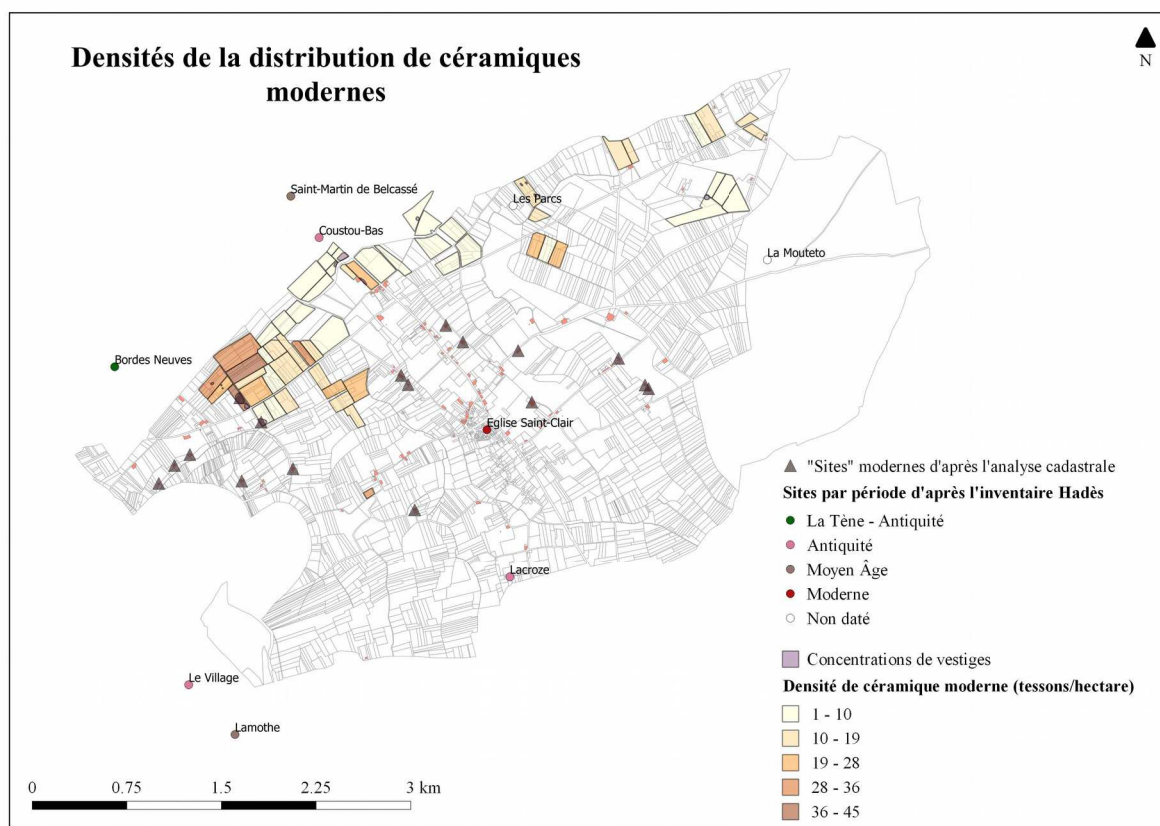 Densités de la distribution de céramiques
modernes
N
Saint-Martin de Belcassé
Les Parcs
Coustou-Bas
La Mouteto
Bordes Neuves
Eglise Saint-Clair
Lacroze
Le Village
Lamothe
"Sites" modernes d'après l'analyse cadastrale
Sites par période d'après l'inventaire Hadès
La Tène - Antiquité
Antiquité
Moyen Âge
Moderne
Non daté
Concentrations de vestiges
Densité de céramique moderne (tessons/hectare)
1 - 10
10 - 19
19 - 28
28 - 36
36 - 45
0 0.75 1.5 2.25 3 km